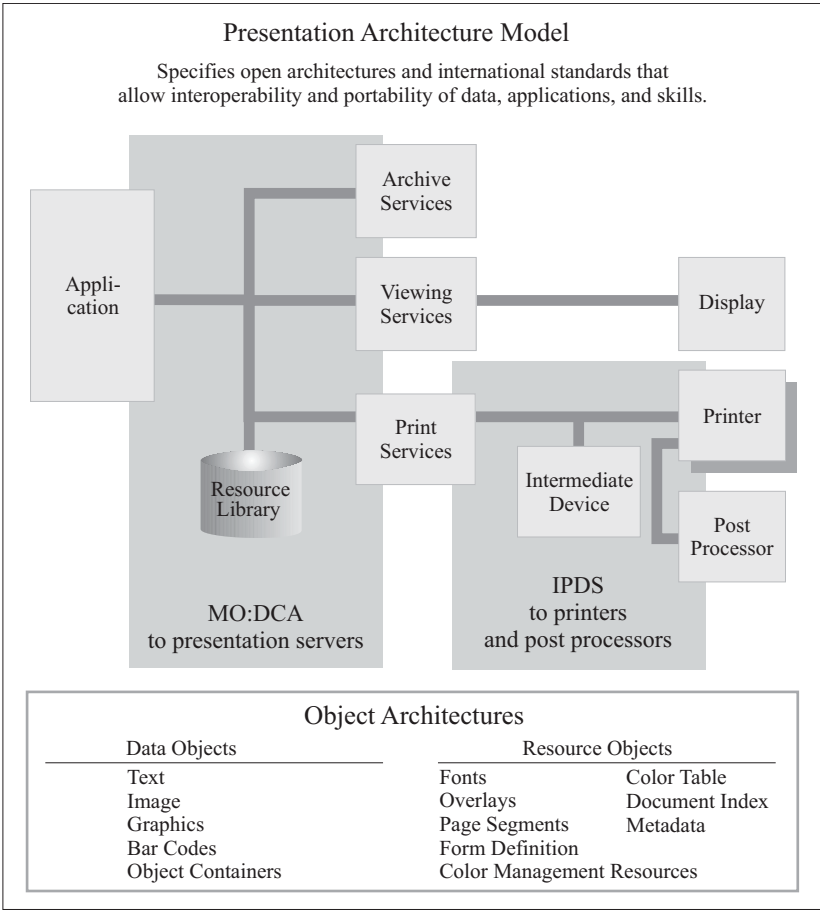 Presentation Architecture Model
Specifies open architectures and international standards that
allow interoperability and portability of data, applications, and skills.
Archive
Services
Appli-
cation
Viewing
Services
Display
Print
Services
Printer
Resource
Library
Intermediate
Device
Post
Processor
MO:DCA
to presentation servers
IPDS
to printers
and post processors
Object Architectures
Data Objects
Text
Image
Graphics
Bar Codes
Object Containers
Resource Objects
Fonts
Overlays
Page Segments
Form Definition
Color Management Resources
Color Table
Document Index
Metadata